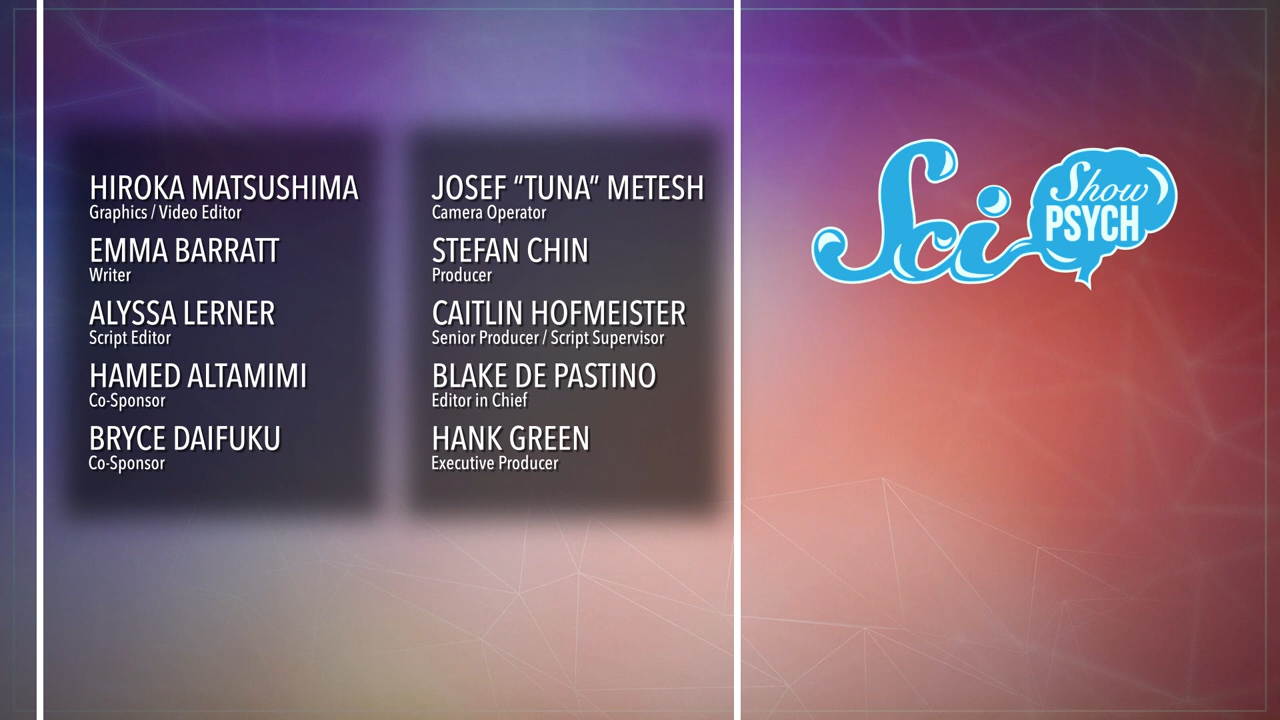 HIROKA MATSUSHIMA
Graphics / Video Editor
EMMA BARRATT
Writer
ALYSSA LERNER
Script Editor
HAMED ALTAMIMI
Co-Sponsor
BRYCE DAIFUKU
Co-Sponsor
JOSEF “TUNA” METESH
Camera Operator
STEFAN CHIN
Producer
CAITLIN HOFMEISTER
Senior Producer / Script Supervisor
BLAKE DE PASTINO
Editor in Chief
HANK GREEN
Executive Producer
Sci Show
PSYCH